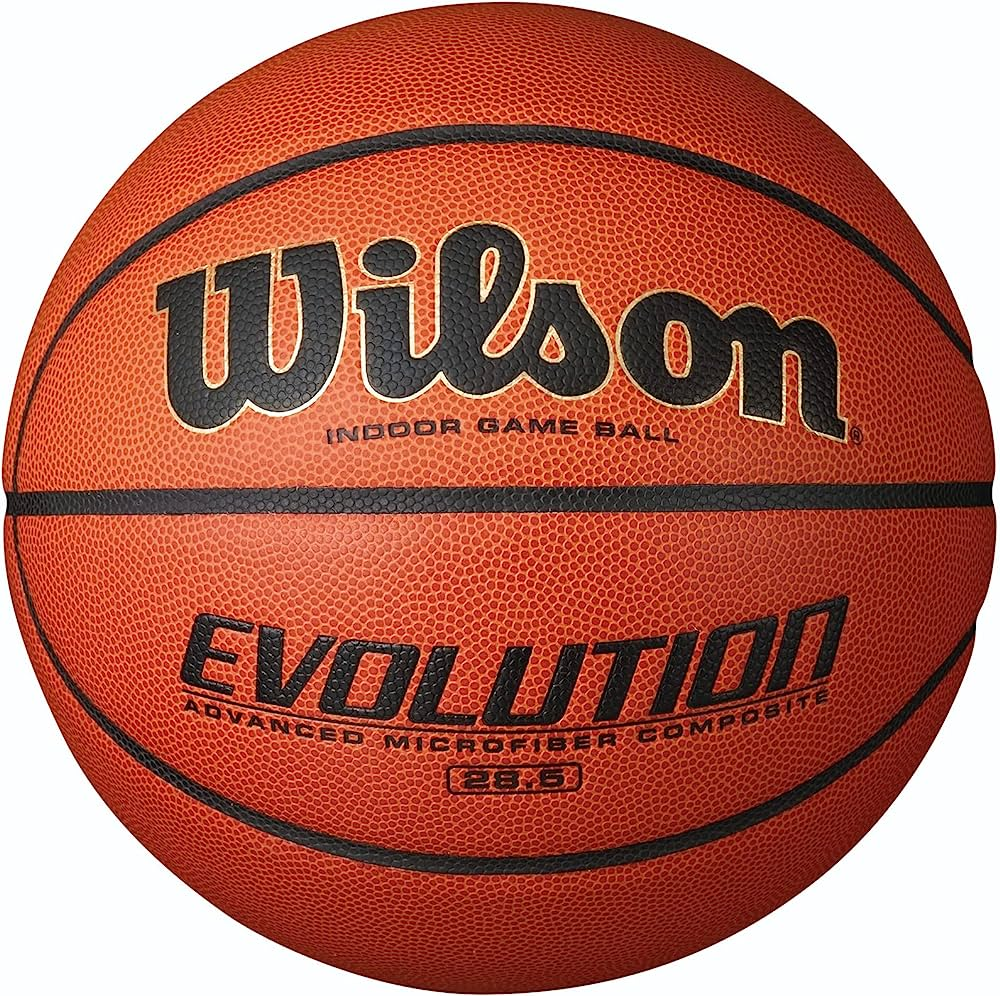 Wilson®
INDOOR GAME BALL
EVOLUTION
ADVANCED MICROFIBER COMPOSITE
28.5